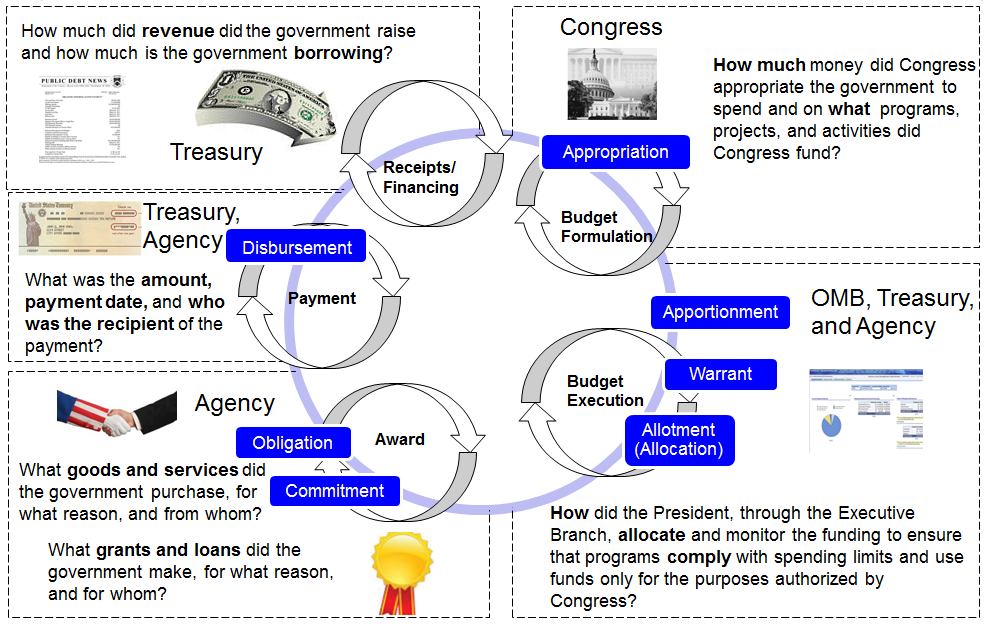 How much did revenue did the government raise
and how much is the government borrowing?
PUBLIC DEBT NEWS
Treasury
Receipts/
Financing
Congress
How much money did Congress
appropriate the government to
spend and on what programs,
projects, and activities did
Congress fund?
Appropriation
Budget
Formulation
United States Treasury
Treasury,
Agency
Disbursement
Payment
What was the amount,
payment date, and who
was the recipient of the
payment?
OMB, Treasury,
and Agency
Apportionment
Warrant
Allotment
(Allocation)
Budget
Execution
How did the President, through the Executive
Branch, allocate and monitor the funding to ensure
that programs comply with spending limits and use
funds only for the purposes authorized by
Congress?
Agency
Obligation
Commitment
Award
What goods and services did
the government purchase, for
what reason, and from whom?
What grants and loans did the
government make, for what reason,
and for whom?